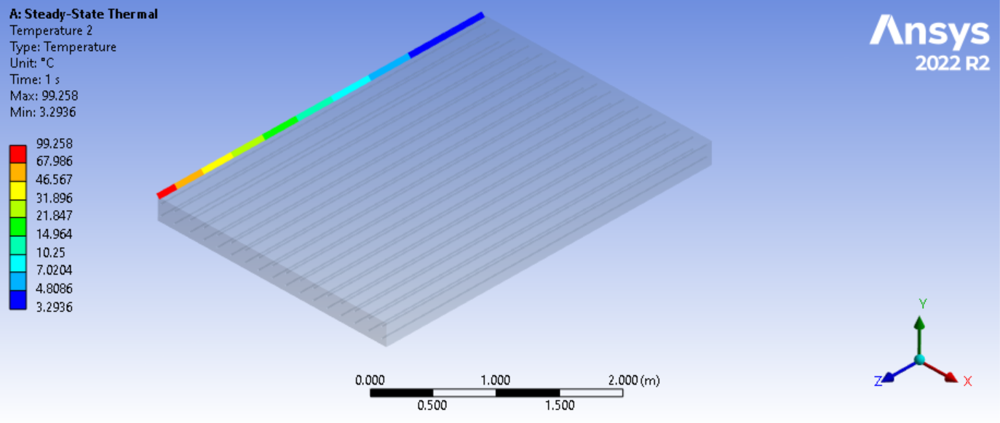 A: Steady-State Thermal
Temperature 2
Type: Temperature
Unit: °C
Time: 1 s
Max: 99.258
Min: 3.2936
99.258
67.986
46.567
31.896
21.847
14.964
10.25
7.0204
4.8086
3.2936
Ansys
2022 R2
0.000 1.000 2.000 (m)
0.500 1.500
Y
Z X